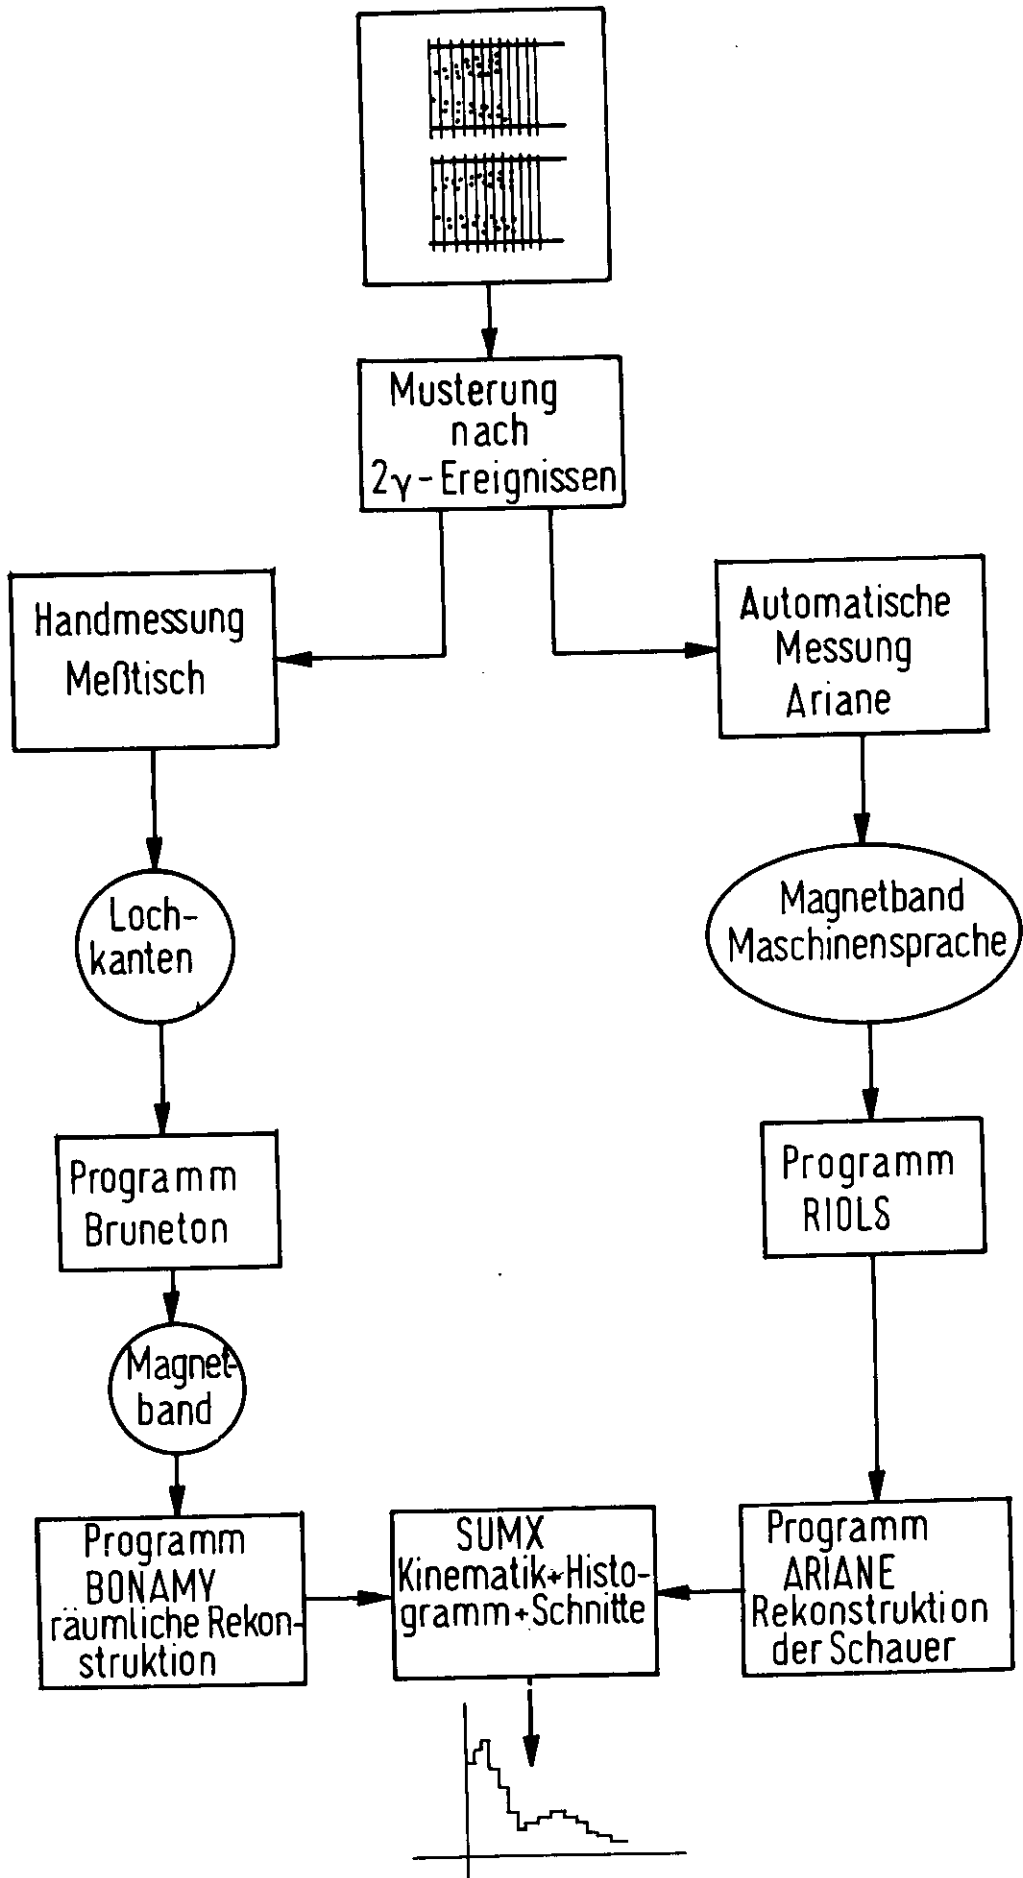 Musterung
nach
2γ-Ereignissen
Handmessung
Meßtisch
Automatische
Messung
Ariane
Loch-
kanten
Magnetband
Maschinensprache
Programm
Bruneton
Programm
RIOLS
Magnet-
band
Programm
BONAMY
räumliche Rekon-
struktion
SUMX
Kinematik+Histo-
gramm+Schnitte
Programm
ARIANE
Rekonstruktion
der Schauer